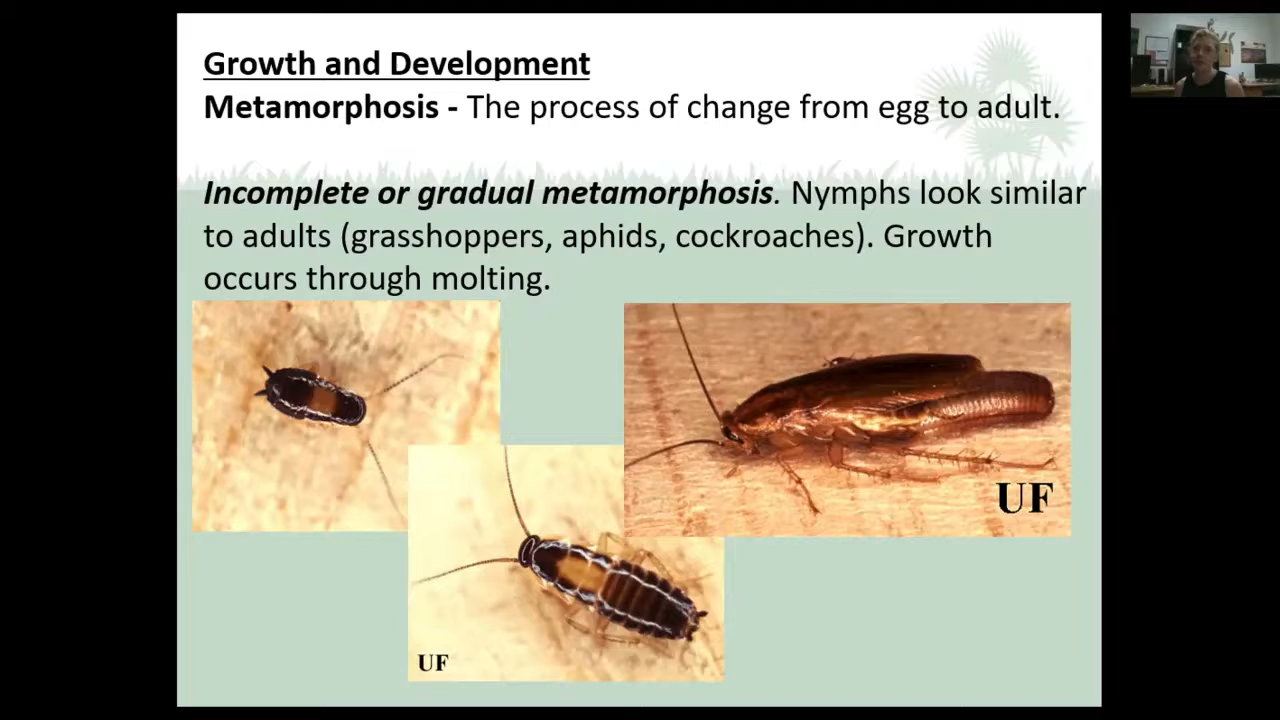 Growth and Development
Metamorphosis - The process of change from egg to adult.
Incomplete or gradual metamorphosis. Nymphs look similar
to adults (grasshoppers, aphids, cockroaches). Growth
occurs through molting.
UF
UF